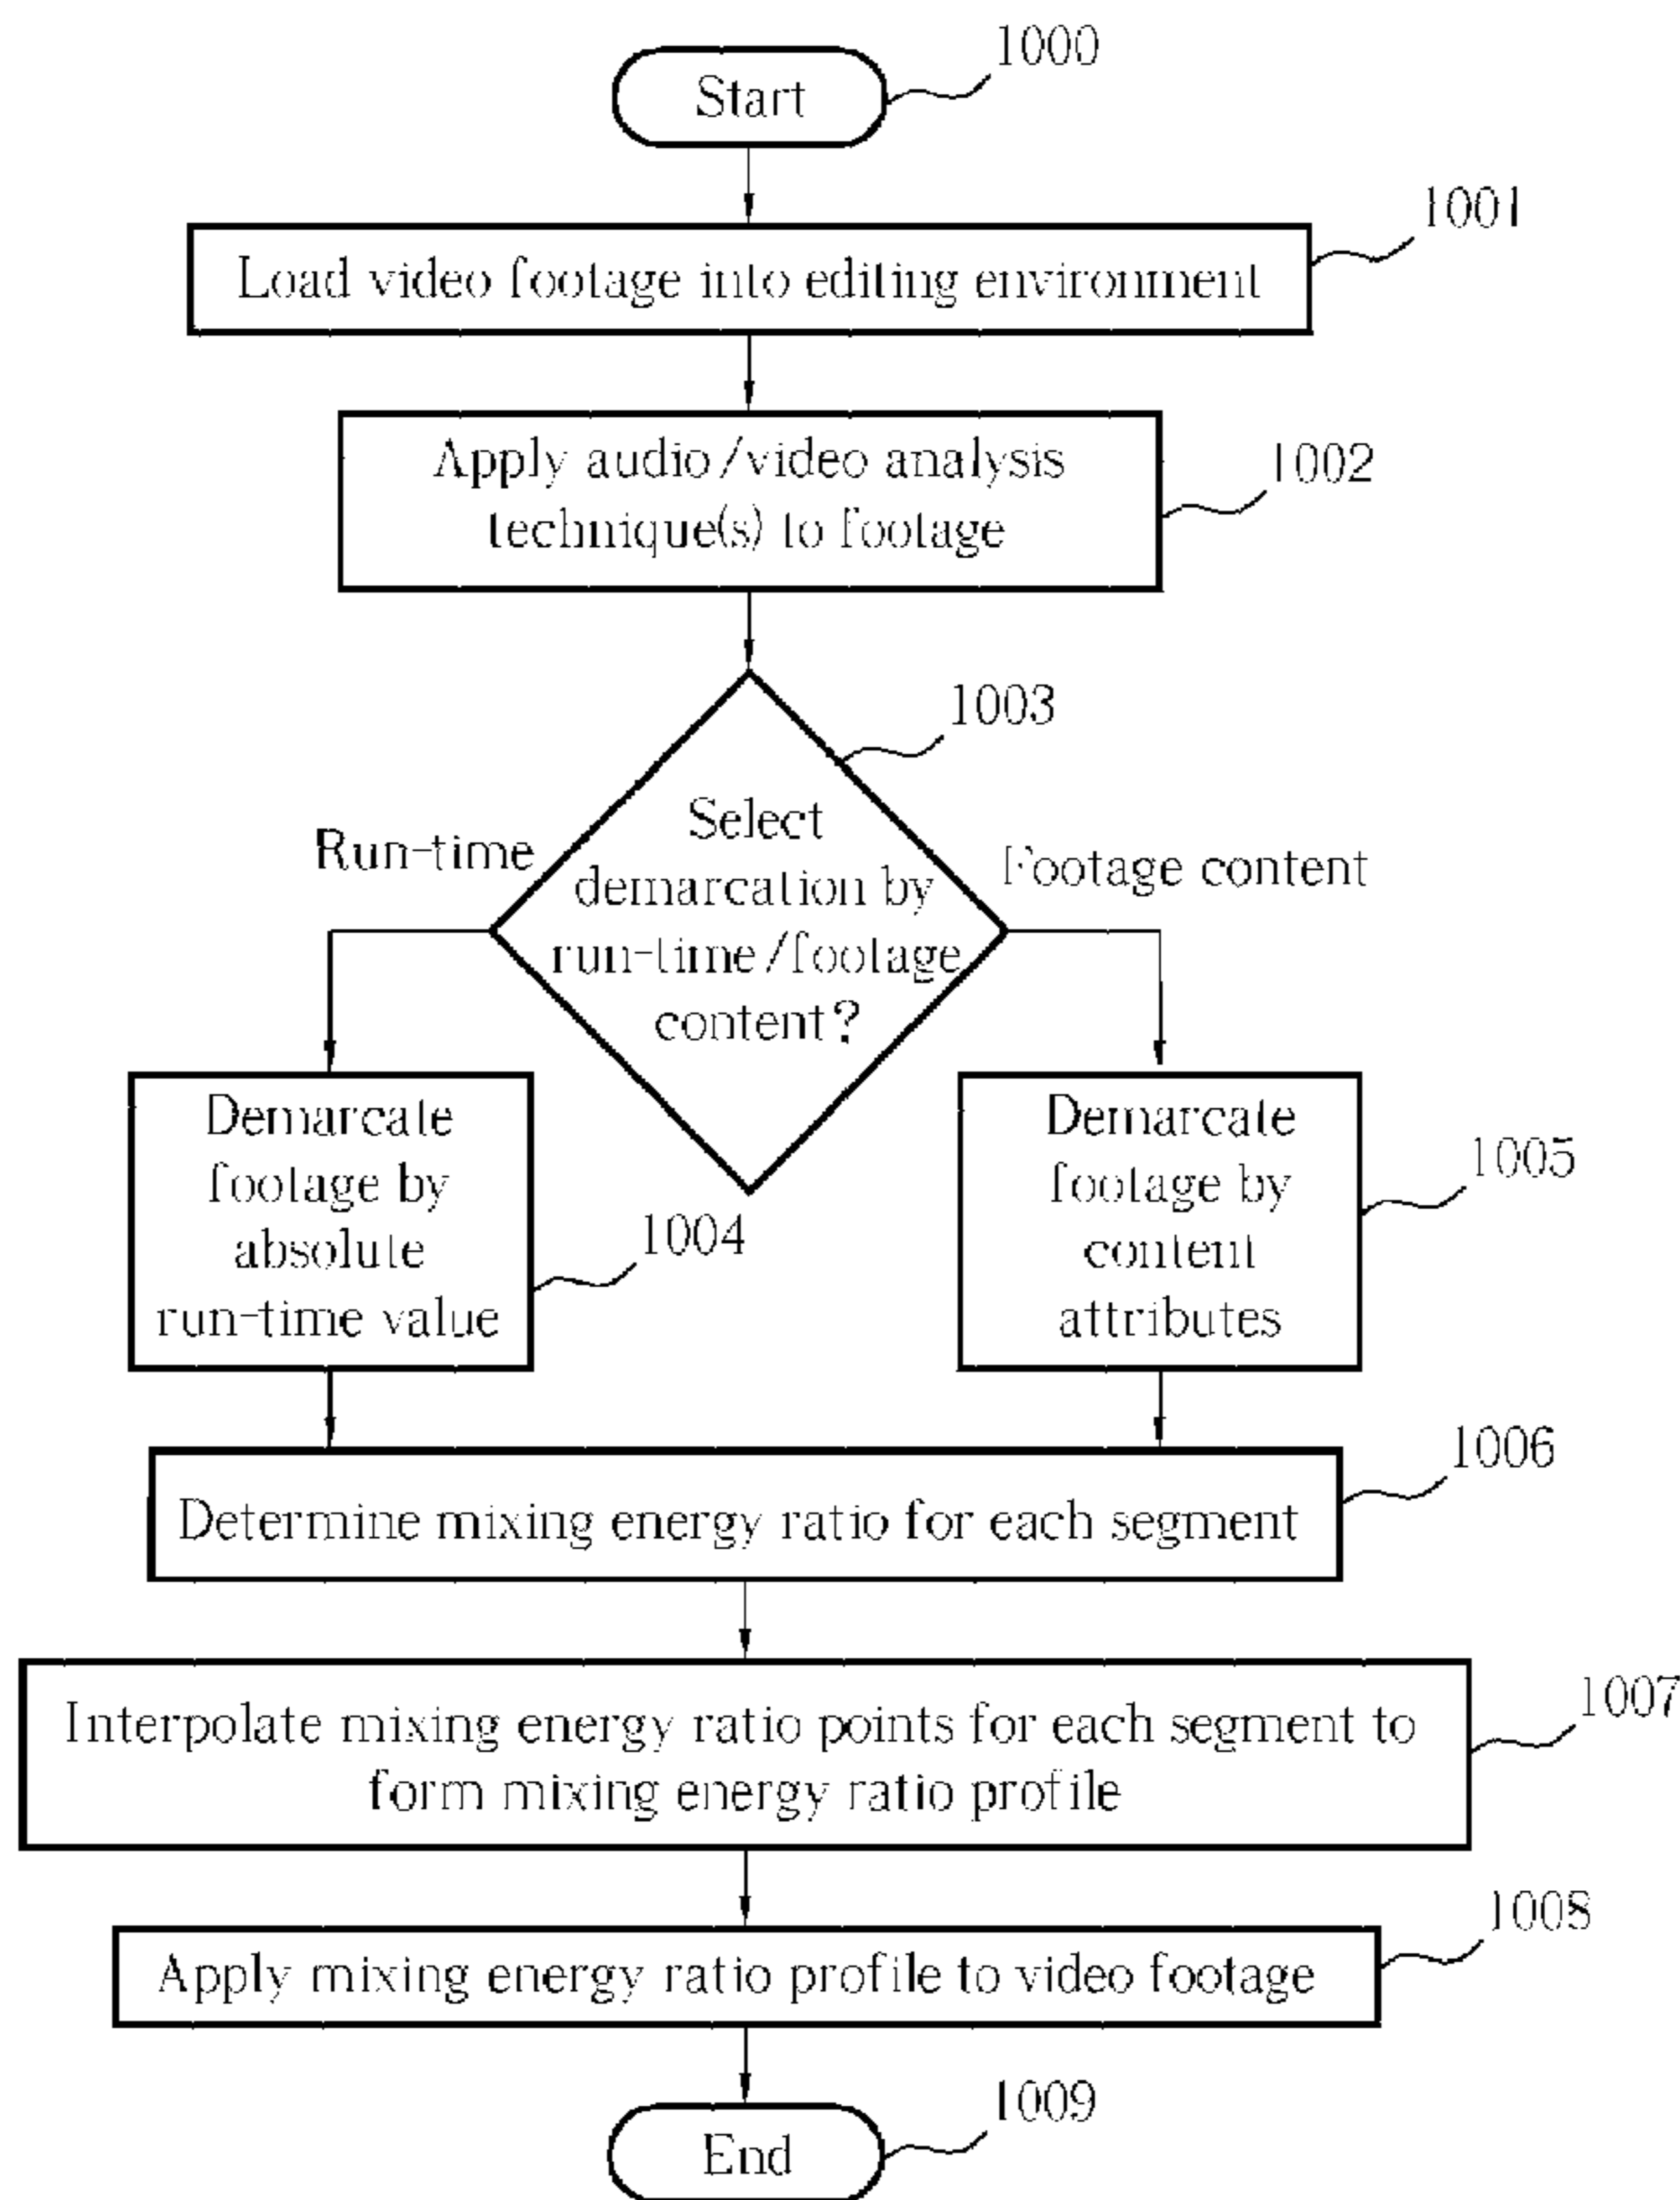 1000
Start
1001
Load video footage into editing environment
1002
Apply audio/video analysis
technique(s) to footage
1003
Run-time
Footage content
Select
demarcation by
run-time/footage
content?
Demarcate
footage by
absolute
run-time value
1004
Demarcate
footage by
content
attributes
1005
1006
Determine mixing energy ratio for each segment
1007
Interpolate mixing energy ratio points for each segment to
form mixing energy ratio profile
1008
Apply mixing energy ratio profile to video footage
1009
End